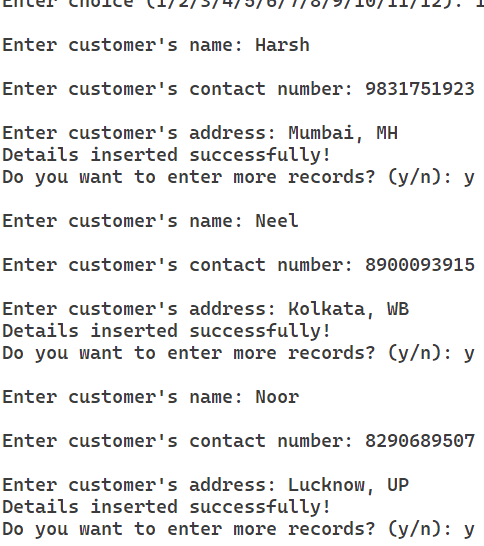 Enter choice (1/2/3/4/5/6/7/8/9/10/11/12): 1
Enter customer's name: Harsh
Enter customer's contact number: 9831751923
Enter customer's address: Mumbai, MH
Details inserted successfully!
Do you want to enter more records? (y/n): y
Enter customer's name: Neel
Enter customer's contact number: 8900093915
Enter customer's address: Kolkata, WB
Details inserted successfully!
Do you want to enter more records? (y/n): y
Enter customer's name: Noor
Enter customer's contact number: 8290689507
Enter customer's address: Lucknow, UP
Details inserted successfully!
Do you want to enter more records? (y/n): y